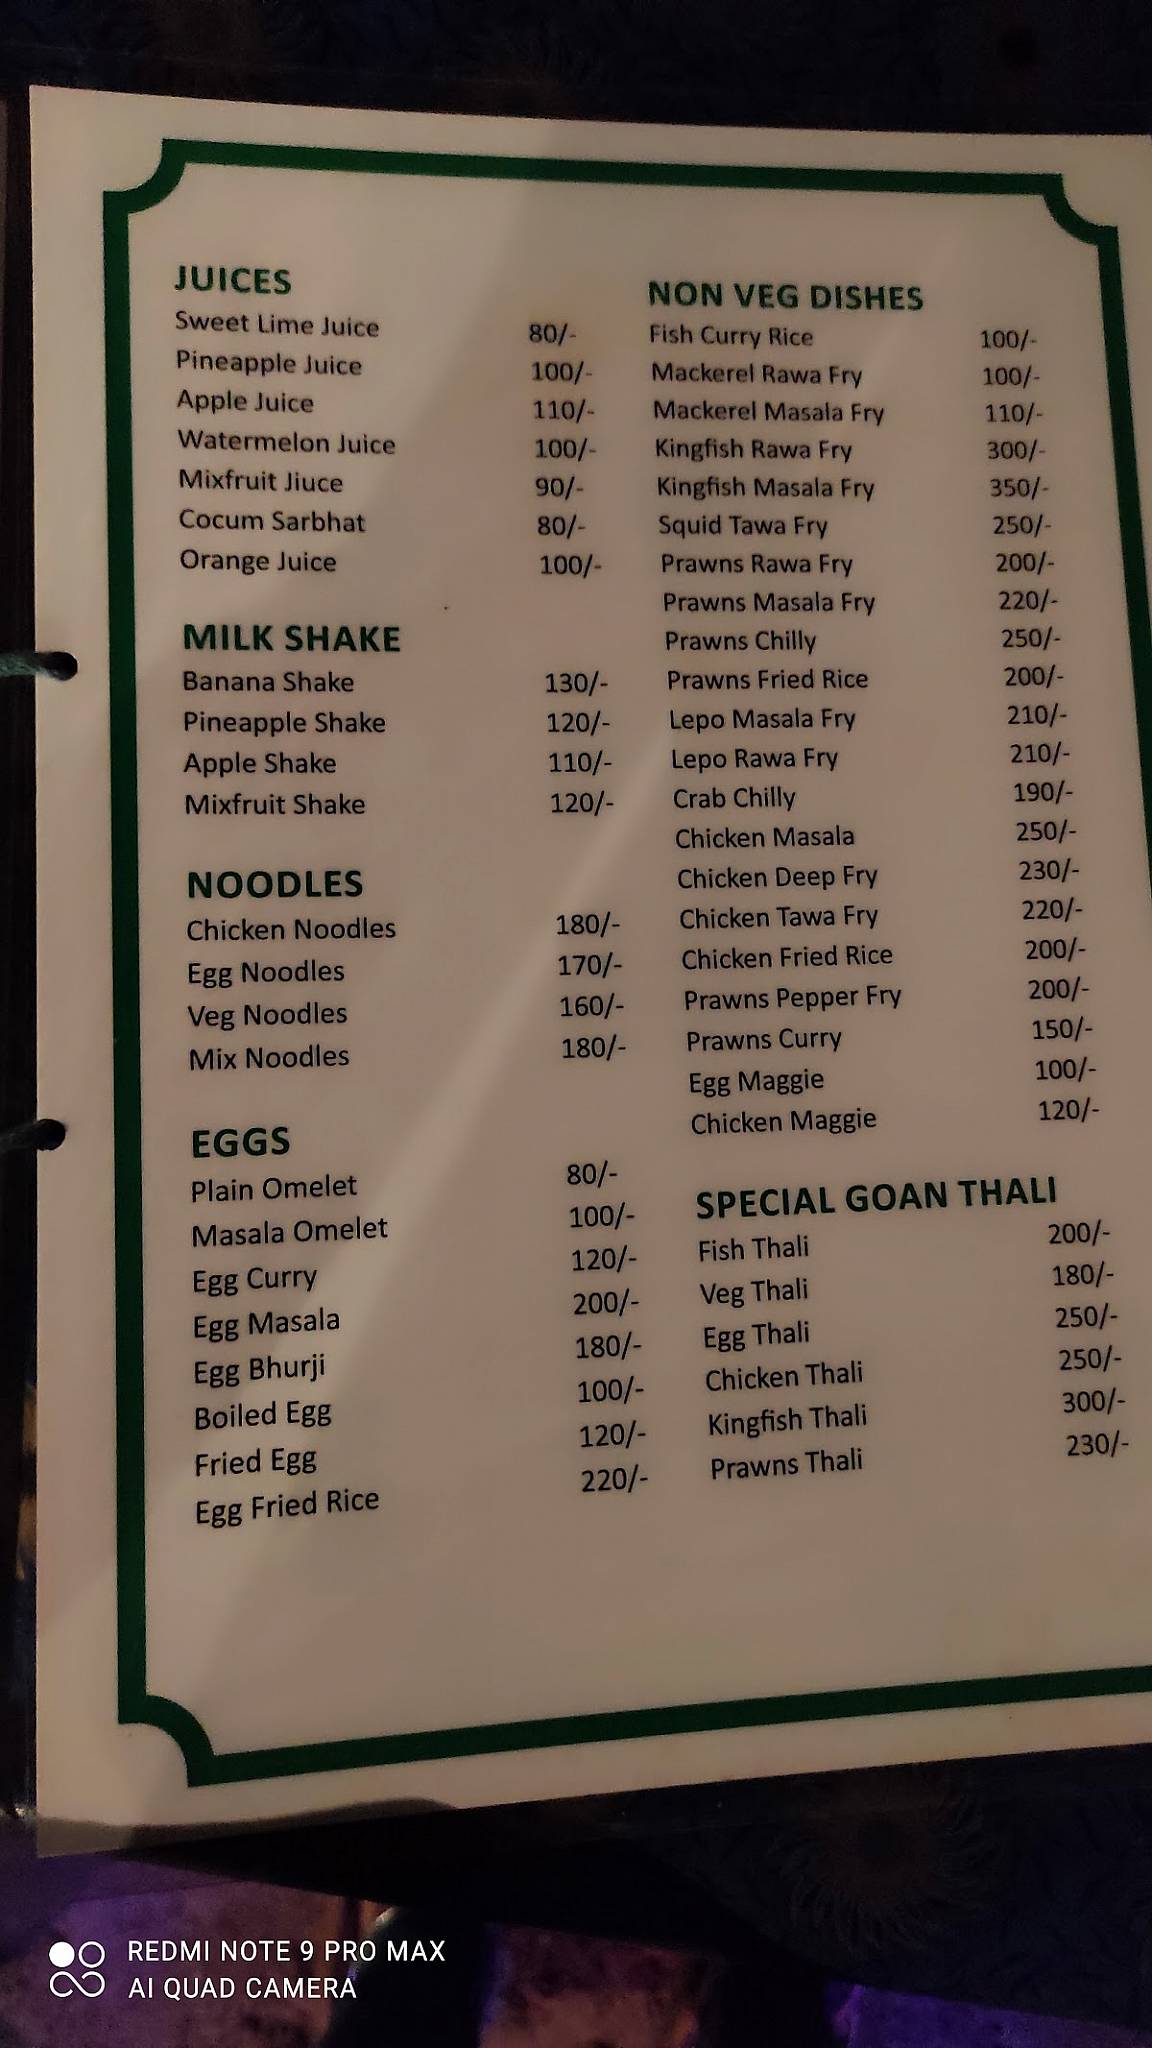 JUICES
Sweet Lime Juice 80/-
Pineapple Juice 100/-
Apple Juice 110/-
Watermelon Juice 100/-
Mixfruit Jiuce 90/-
Cocum Sarbhat 80/-
Orange Juice 100/-
MILK SHAKE
Banana Shake 130/-
Pineapple Shake 120/-
Apple Shake 110/-
Mixfruit Shake 120/-
NOODLES
Chicken Noodles 180/-
Egg Noodles 170/-
Veg Noodles 160/-
Mix Noodles 180/-
EGGS
Plain Omelet 80/-
Masala Omelet 100/-
Egg Curry 120/-
Egg Masala 200/-
Egg Bhurji 180/-
Boiled Egg 100/-
Fried Egg 120/-
Egg Fried Rice 220/-
NON VEG DISHES
Fish Curry Rice 100/-
Mackerel Rawa Fry 100/-
Mackerel Masala Fry 110/-
Kingfish Rawa Fry 300/-
Kingfish Masala Fry 350/-
Squid Tawa Fry 250/-
Prawns Rawa Fry 200/-
Prawns Masala Fry 220/-
Prawns Chilly 250/-
Prawns Fried Rice 200/-
Lepo Masala Fry 210/-
Lepo Rawa Fry 210/-
Crab Chilly 190/-
Chicken Masala 250/-
Chicken Deep Fry 230/-
Chicken Tawa Fry 220/-
Chicken Fried Rice 200/-
Prawns Pepper Fry 200/-
Prawns Curry 150/-
Egg Maggie 100/-
Chicken Maggie 120/-
SPECIAL GOAN THALI
Fish Thali 200/-
Veg Thali 180/-
Egg Thali 250/-
Chicken Thali 250/-
Kingfish Thali 300/-
Prawns Thali 230/-
REDMI NOTE 9 PRO MAX
AI QUAD CAMERA